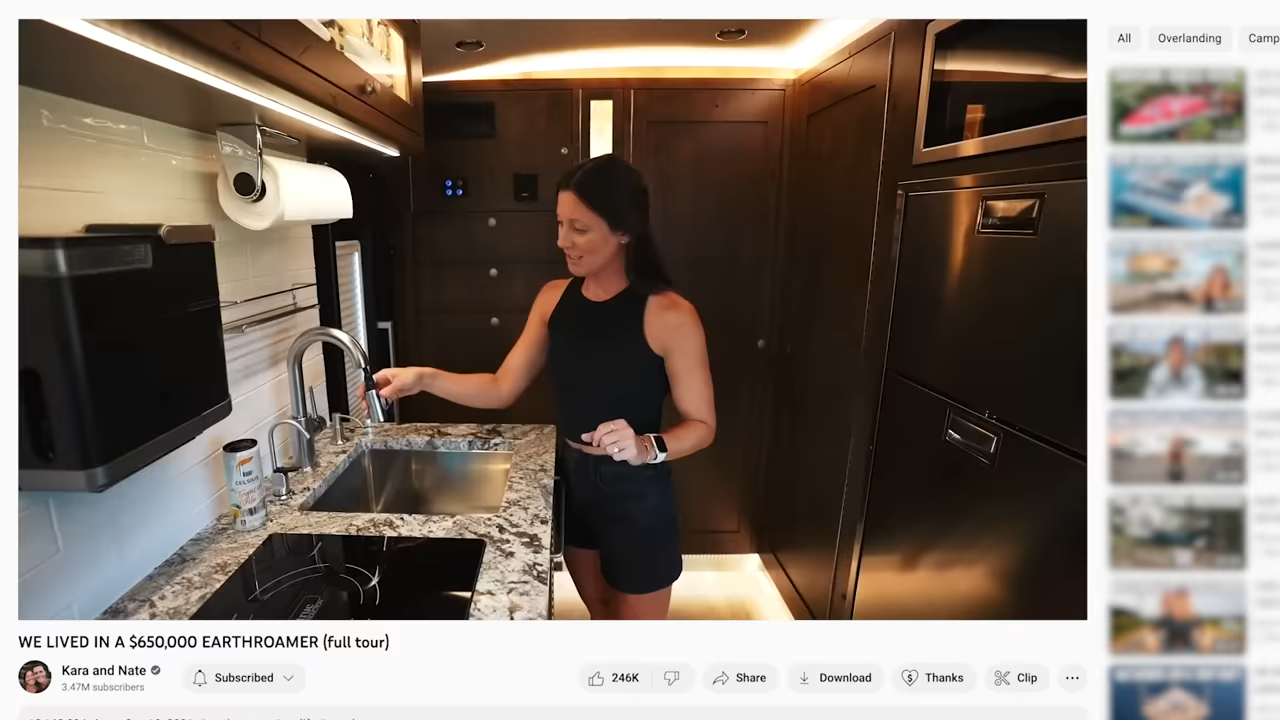 All
Overlanding
Camp
CELSIUS
WE LIVED IN A $650,000 EARTHROAMER (full tour)
Kara and Nate
3.47M subscribers
Subscribed
246K
Share
Download
Thanks
Clip